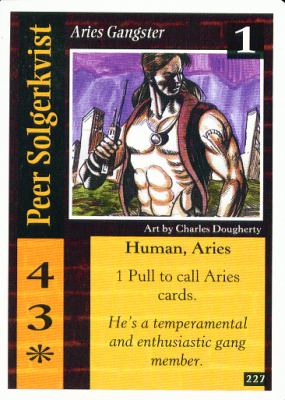 Aries Gangster
1
Peer Solgerkvist
Art by Charles Dougherty
4
3
*
Human, Aries
1 Pull to call Aries
cards.
He's a temperamental
and enthusiastic gang
member.
227